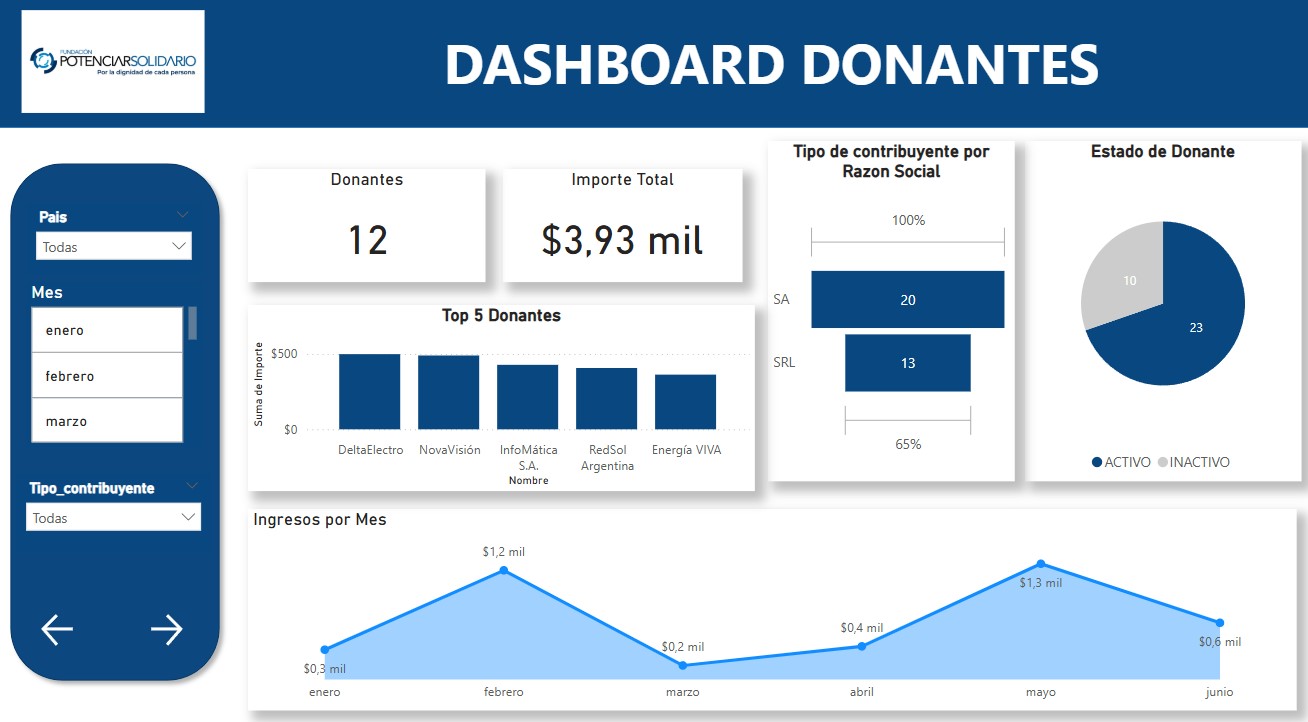 FUNDACIÓN
POTENCIARSOLIDARIO
Por la dignidad de cada persona
DASHBOARD DONANTES
Pais
Todas
Mes
enero
febrero
marzo
Tipo_contribuyente
Todas
Donantes
12
Importe Total
$3,93 mil
Top 5 Donantes
Suma de Importe
$500
$0
DeltaElectro
NovaVisión
InfoMática
S.A.
RedSol
Argentina
Energía VIVA
Nombre
Tipo de contribuyente por
Razon Social
100%
SA
20
SRL
13
65%
Estado de Donante
10
23
ACTIVO
INACTIVO
Ingresos por Mes
$0,3 mil
$1,2 mil
$0,2 mil
$0,4 mil
$1,3 mil
$0,6 mil
enero
febrero
marzo
abril
mayo
junio